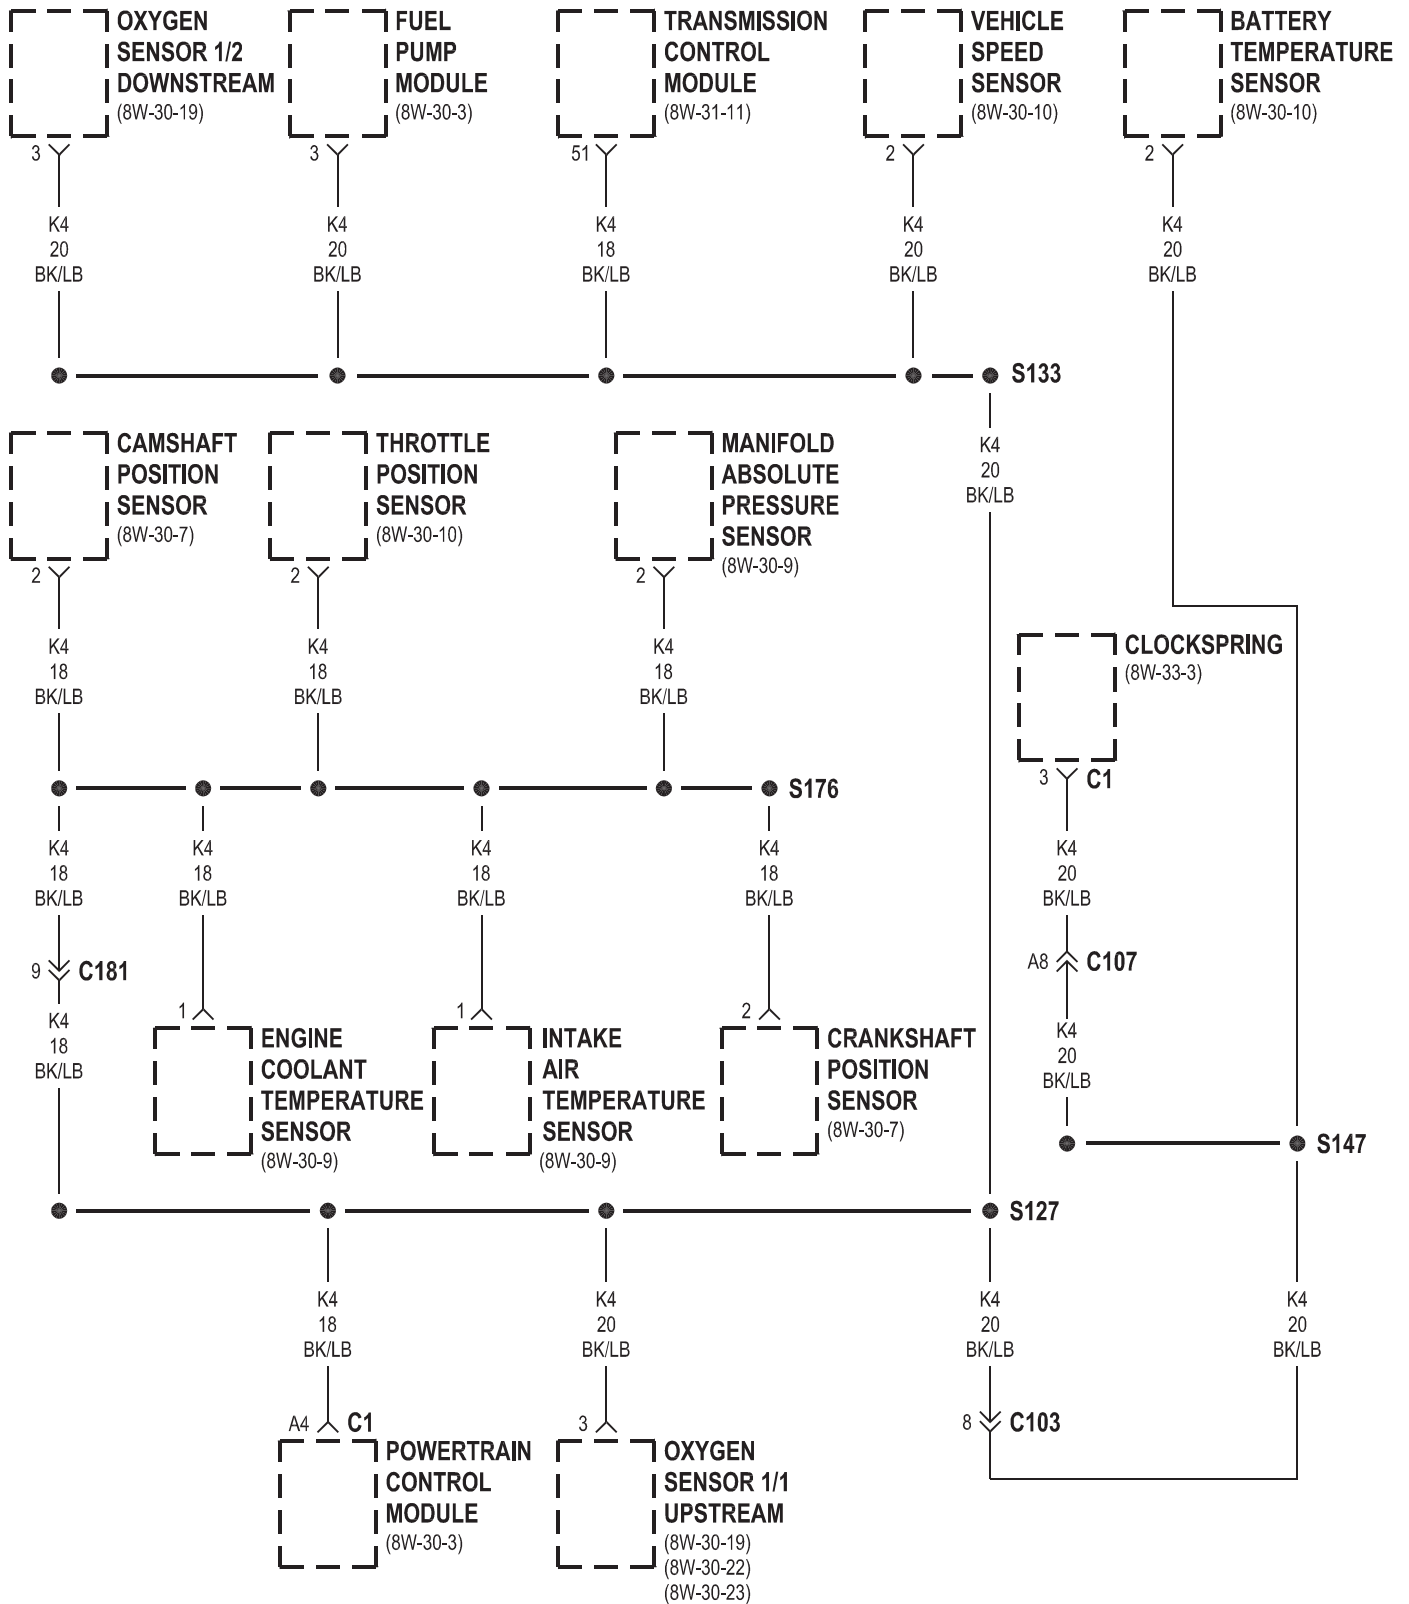 OXYGEN
SENSOR 1/2
DOWNSTREAM
(8W-30-19)
FUEL
PUMP
MODULE
(8W-30-3)
TRANSMISSION
CONTROL
MODULE
(8W-31-11)
VEHICLE
SPEED
SENSOR
(8W-30-10)
BATTERY
TEMPERATURE
SENSOR
(8W-30-10)
3
3
51
2
2
K4
20
BK/LB
K4
20
BK/LB
K4
18
BK/LB
K4
20
BK/LB
K4
20
BK/LB
S133
CAMSHAFT
POSITION
SENSOR
(8W-30-7)
THROTTLE
POSITION
SENSOR
(8W-30-10)
MANIFOLD
ABSOLUTE
PRESSURE
SENSOR
(8W-30-9)
K4
20
BK/LB
2
2
2
K4
18
BK/LB
K4
18
BK/LB
K4
18
BK/LB
CLOCKSPRING
(8W-33-3)
S176
3
C1
K4
18
BK/LB
K4
18
BK/LB
K4
18
BK/LB
K4
18
BK/LB
K4
20
BK/LB
9
C181
A8
C107
K4
18
BK/LB
1
1
2
K4
20
BK/LB
ENGINE
COOLANT
TEMPERATURE
SENSOR
(8W-30-9)
INTAKE
AIR
TEMPERATURE
SENSOR
(8W-30-9)
CRANKSHAFT
POSITION
SENSOR
(8W-30-7)
S147
S127
K4
18
BK/LB
K4
20
BK/LB
K4
20
BK/LB
K4
20
BK/LB
A4
C1
3
8
C103
POWERTRAIN
CONTROL
MODULE
(8W-30-3)
OXYGEN
SENSOR 1/1
UPSTREAM
(8W-30-19)
(8W-30-22)
(8W-30-23)